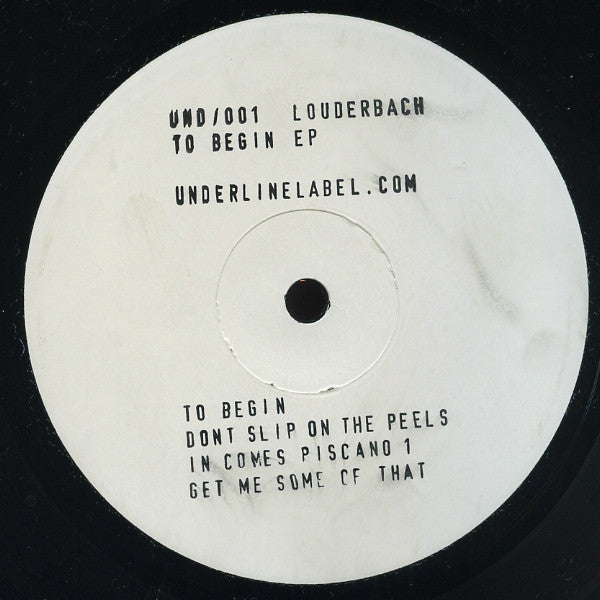 UND/001 LOUDERBACH
TO BEGIN EP
UNDERLINELABEL.COM
TO BEGIN
DONT SLIP ON THE PEELS
IN COMES PISCANO 1
GET ME SOME OF THAT